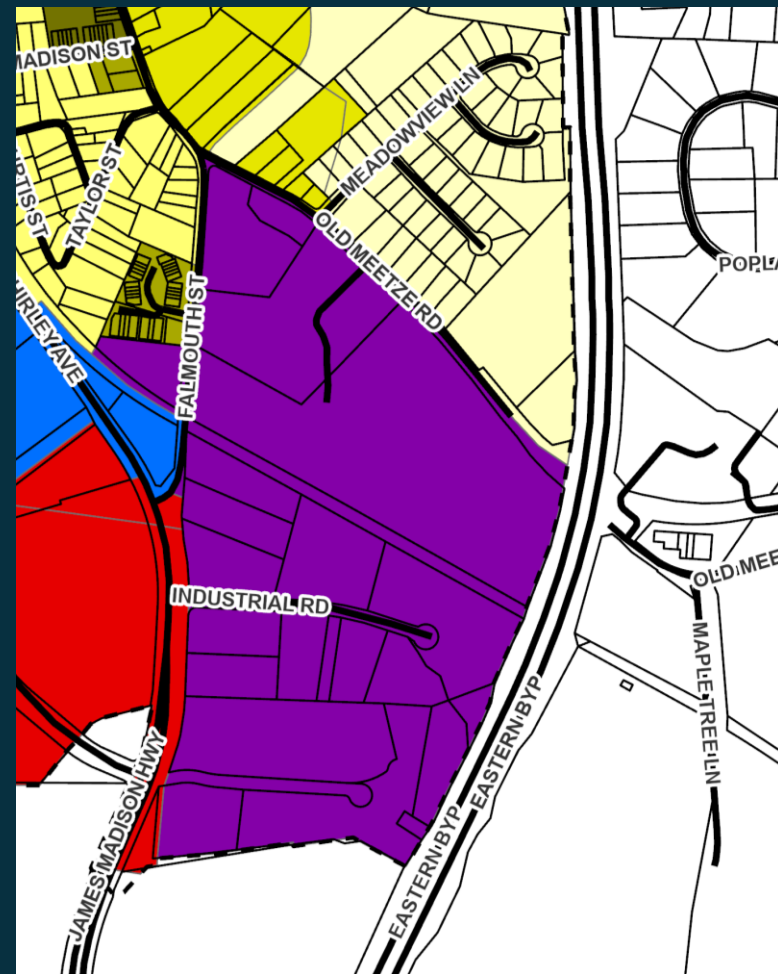 MADISON ST
MEADOWVIEW LN
TAYLOR ST
OLD MEETZE RD
FALMOUTH ST
INDUSTRIAL RD
MAPLE TREE LN
EASTERN BYP
EASTERN BYP
JAMES MADISON HWY